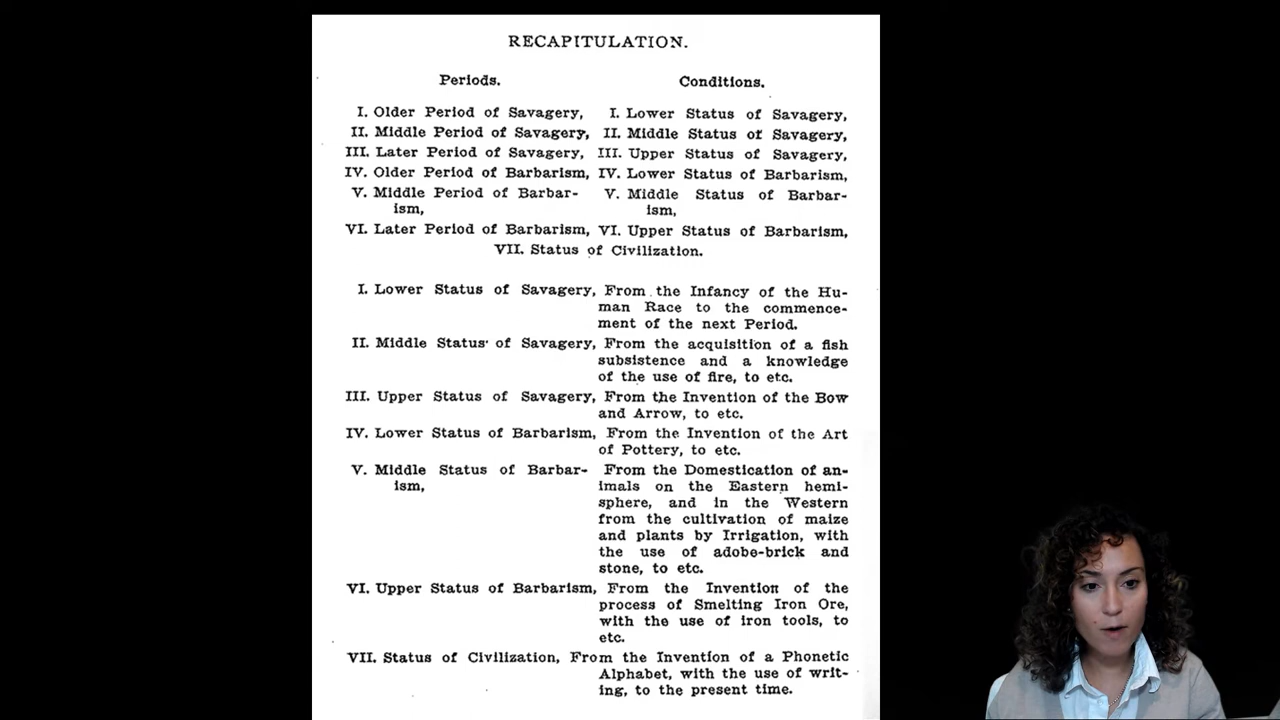 RECAPITULATION.
Periods. Conditions.
I. Older Period of Savagery, I. Lower Status of Savagery,
II. Middle Period of Savagery, II. Middle Status of Savagery,
III. Later Period of Savagery, III. Upper Status of Savagery,
IV. Older Period of Barbarism, IV. Lower Status of Barbarism,
V. Middle Period of Barbar- V. Middle Status of Barbar-
ism, ism,
VI. Later Period of Barbarism, VI. Upper Status of Barbarism,
VII. Status of Civilization.
I. Lower Status of Savagery, From the Infancy of the Hu-
man Race to the commence-
ment of the next Period.
II. Middle Status of Savagery, From the acquisition of a fish
subsistence and a knowledge
of the use of fire, to etc.
III. Upper Status of Savagery, From the Invention of the Bow
and Arrow, to etc.
IV. Lower Status of Barbarism, From the Invention of the Art
of Pottery, to etc.
V. Middle Status of Barbar- From the Domestication of an-
ism, imals on the Eastern hemi-
sphere, and in the Western
from the cultivation of maize
and plants by Irrigation, with
the use of adobe-brick and
stone, to etc.
VI. Upper Status of Barbarism, From the Invention of the
process of Smelting Iron Ore,
with the use of iron tools, to
etc.
VII. Status of Civilization, From the Invention of a Phonetic
Alphabet, with the use of writ-
ing, to the present time.